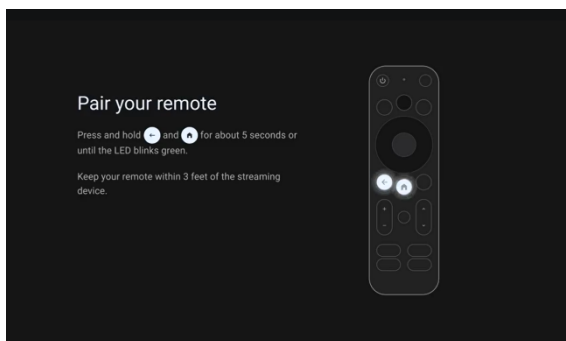 Pair your remote
Press and hold and for about 5 seconds or
until the LED blinks green.
Keep your remote within 3 feet of the streaming
device.